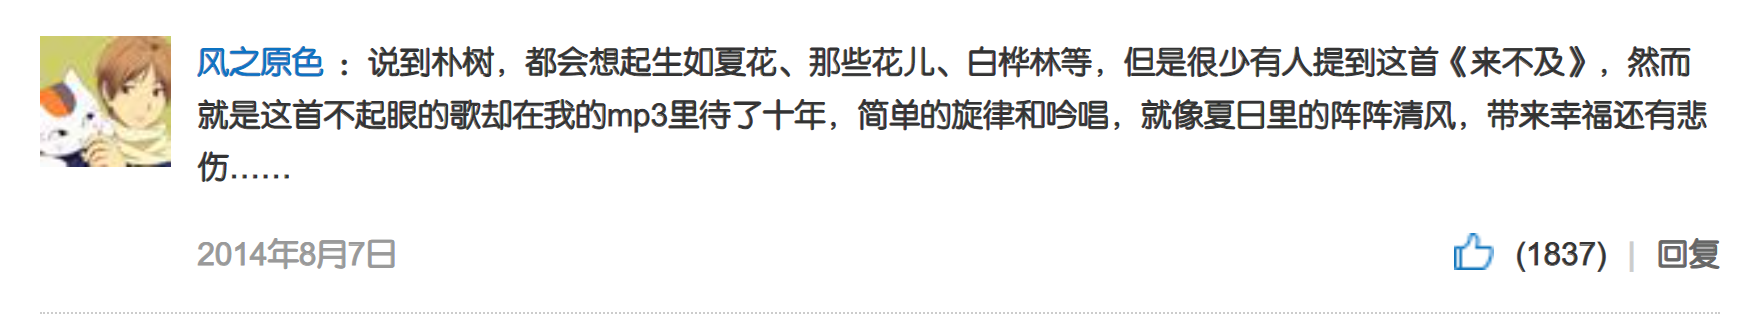 风之原色 ：说到朴树，都会想起生如夏花、那些花儿、白桦林等，但是很少有人提到这首《来不及》，然而
就是这首不起眼的歌却在我的mp3里待了十年，简单的旋律和吟唱，就像夏日里的阵阵清风，带来幸福还有悲
伤……
2014年8月7日 (1837) | 回复